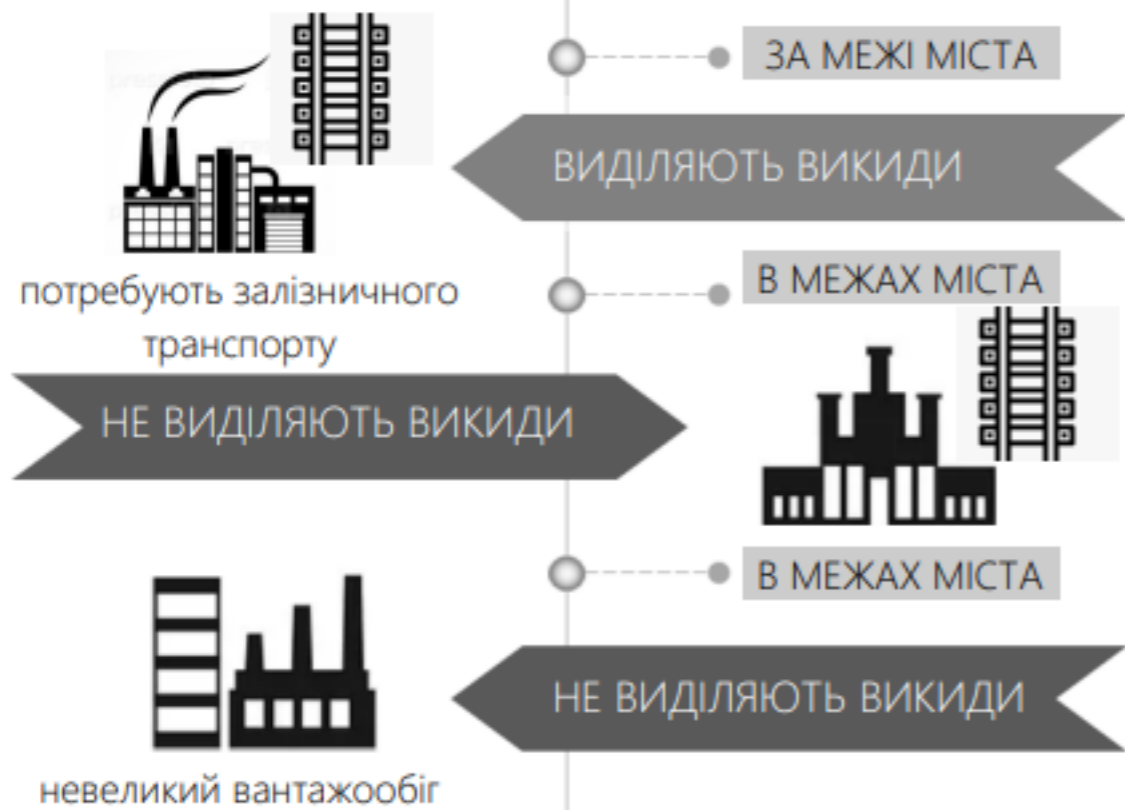 ЗА МЕЖІ МІСТА
ВИДІЛЯЮТЬ ВИКИДИ
потребують залізничного
транспорту
В МЕЖАХ МІСТА
НЕ ВИДІЛЯЮТЬ ВИКИДИ
В МЕЖАХ МІСТА
НЕ ВИДІЛЯЮТЬ ВИКИДИ
невеликий вантажообіг